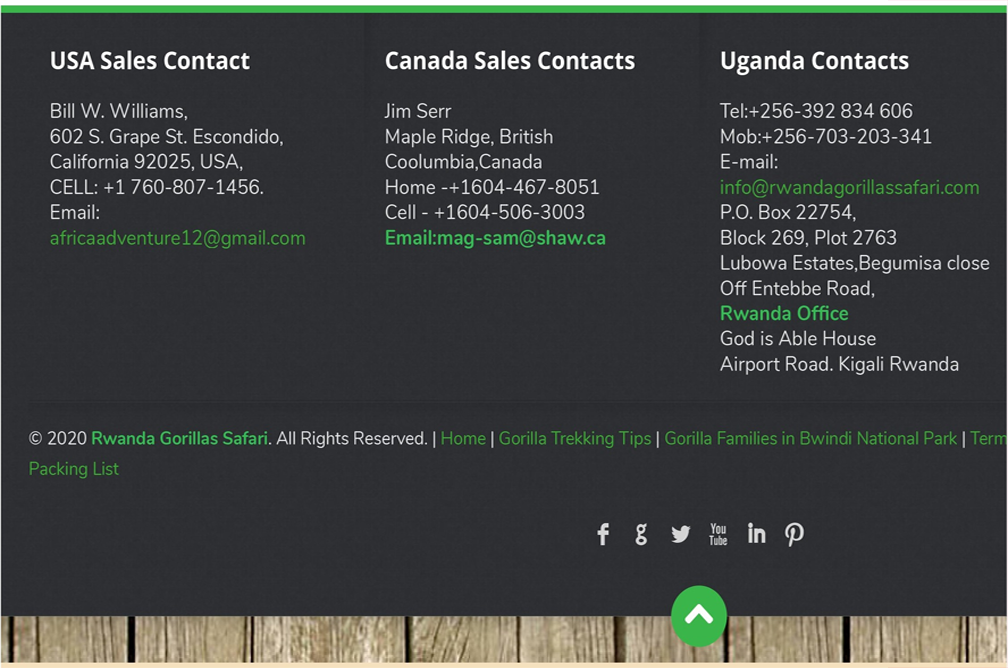 USA Sales Contact
Bill W. Williams,
602 S. Grape St. Escondido,
California 92025, USA,
CELL: +1 760-807-1456.
Email:
africaadventure12@gmail.com
Canada Sales Contacts
Jim Serr
Maple Ridge, British
Coolumbia,Canada
Home -+1604-467-8051
Cell - +1604-506-3003
Email:mag-sam@shaw.ca
Uganda Contacts
Tel:+256-392 834 606
Mob:+256-703-203-341
E-mail:
info@rwandagorillassafari.com
P.O. Box 22754,
Block 269, Plot 2763
Lubowa Estates,Begumisa close
Off Entebbe Road,
Rwanda Office
God is Able House
Airport Road. Kigali Rwanda
© 2020 Rwanda Gorillas Safari. All Rights Reserved. | Home | Gorilla Trekking Tips | Gorilla Families in Bwindi National Park | Term
Packing List
You
Tube